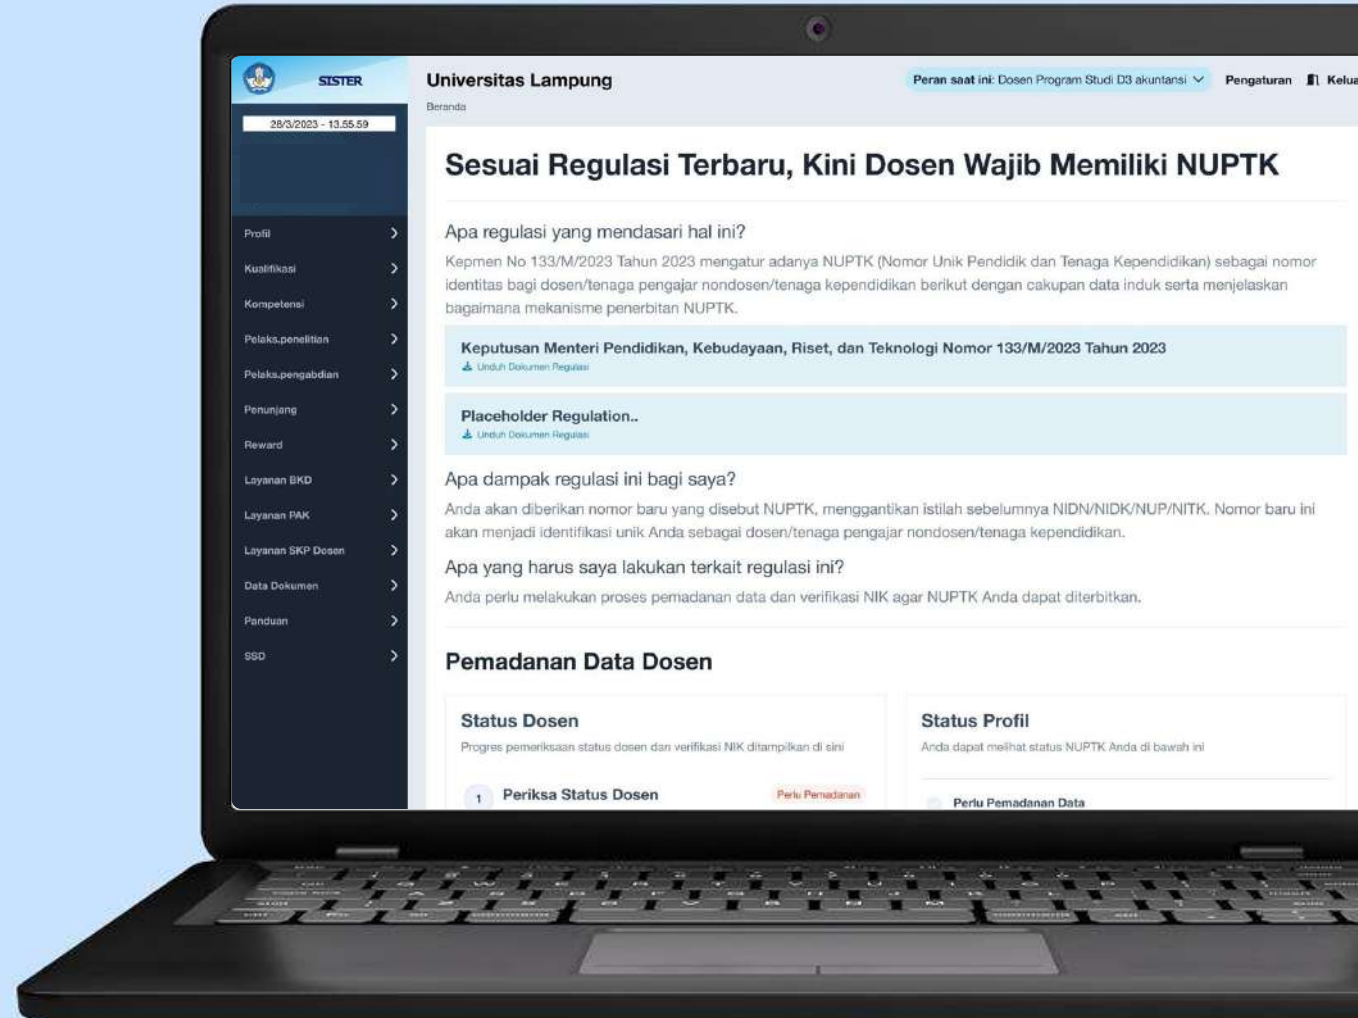 SISTER
28/3/2023 - 13.55.59
Profil
Kualifikasi
Kompetensi
Pelaks.penelitian
Pelaks.pengabdian
Penunjang
Reward
Layanan BKD
Layanan PAK
Layanan SKP Dosen
Data Dokumen
Panduan
SSD
Universitas Lampung
Peran saat ini: Dosen Program Studi D3 akuntansi
Pengaturan
Kelua
Beranda
Sesuai Regulasi Terbaru, Kini Dosen Wajib Memiliki NUPTK
Apa regulasi yang mendasari hal ini?
Kepmen No 133/M/2023 Tahun 2023 mengatur adanya NUPTK (Nomor Unik Pendidik dan Tenaga Kependidikan) sebagai nomor
identitas bagi dosen/tenaga pengajar nondosen/tenaga kependidikan berikut dengan cakupan data induk serta menjelaskan
bagaimana mekanisme penerbitan NUPTK.
Keputusan Menteri Pendidikan, Kebudayaan, Riset, dan Teknologi Nomor 133/M/2023 Tahun 2023
Unduh Dokumen Regulasi
Placeholder Regulation..
Unduh Dokumen Regulasi
Apa dampak regulasi ini bagi saya?
Anda akan diberikan nomor baru yang disebut NUPTK, menggantikan istilah sebelumnya NIDN/NIDK/NUP/NITK. Nomor baru ini
akan menjadi identifikasi unik Anda sebagai dosen/tenaga pengajar nondosen/tenaga kependidikan.
Apa yang harus saya lakukan terkait regulasi ini?
Anda perlu melakukan proses pemadanan data dan verifikasi NIK agar NUPTK Anda dapat diterbitkan.
Pemadanan Data Dosen
Status Dosen
Progres pemeriksaan status dosen dan verifikasi NIK ditampilkan di sini
1 Periksa Status Dosen
Perlu Pemadanan
Status Profil
Anda dapat melihat status NUPTK Anda di bawah ini
Perlu Pemadanan Data